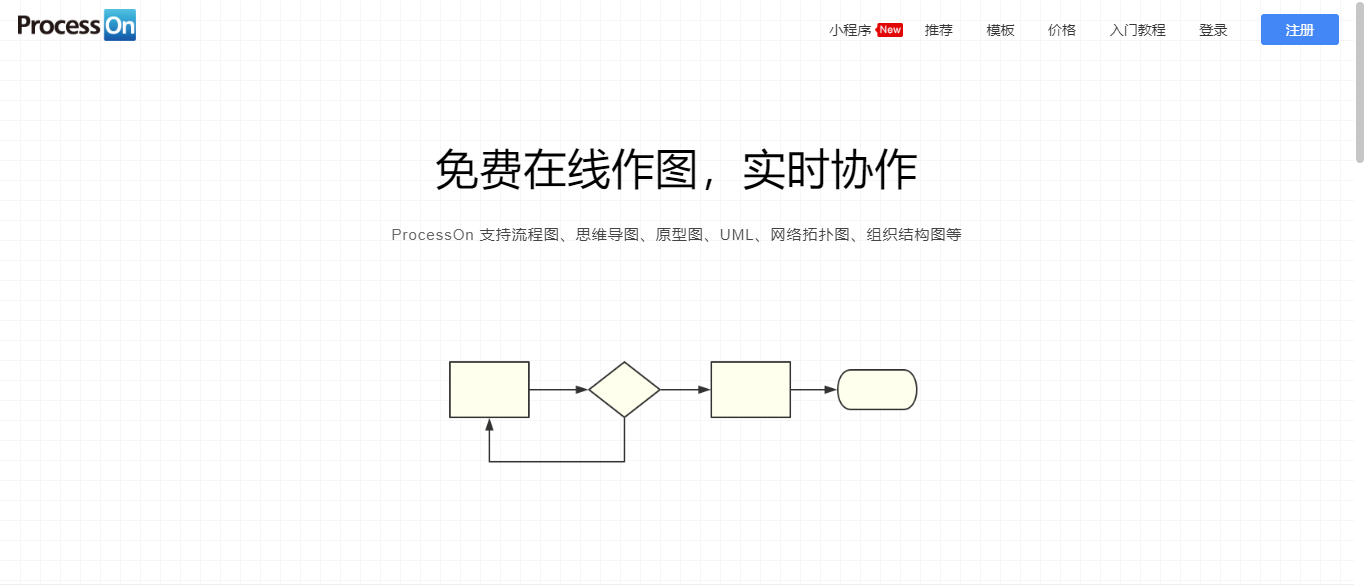 ProcessOn 小程序 New 推荐 模板 价格 入门教程 登录 注册
免费在线作图，实时协作
ProcessOn 支持流程图、思维导图、原型图、UML、网络拓扑图、组织结构图等